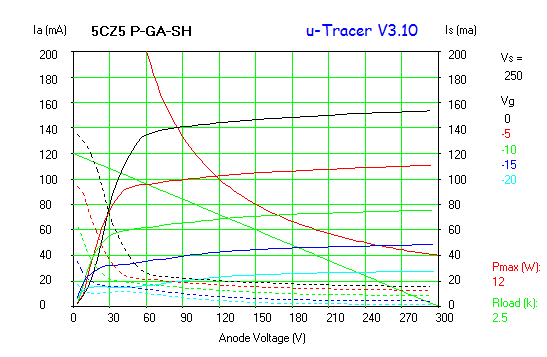 Ia (mA) 5CZ5 P-GA-SH u-Tracer V3.10 Is (ma)
200 200
180 180
160 160
140 140
120 120
100 100
80 80
60 60
40 40
20 20
0 0
0 30 60 90 120 150 180 210 240 270 300
Anode Voltage (V)
Vs =
250
Vg
0
-5
-10
-15
-20
Pmax (W):
12
Rload (k):
2.5